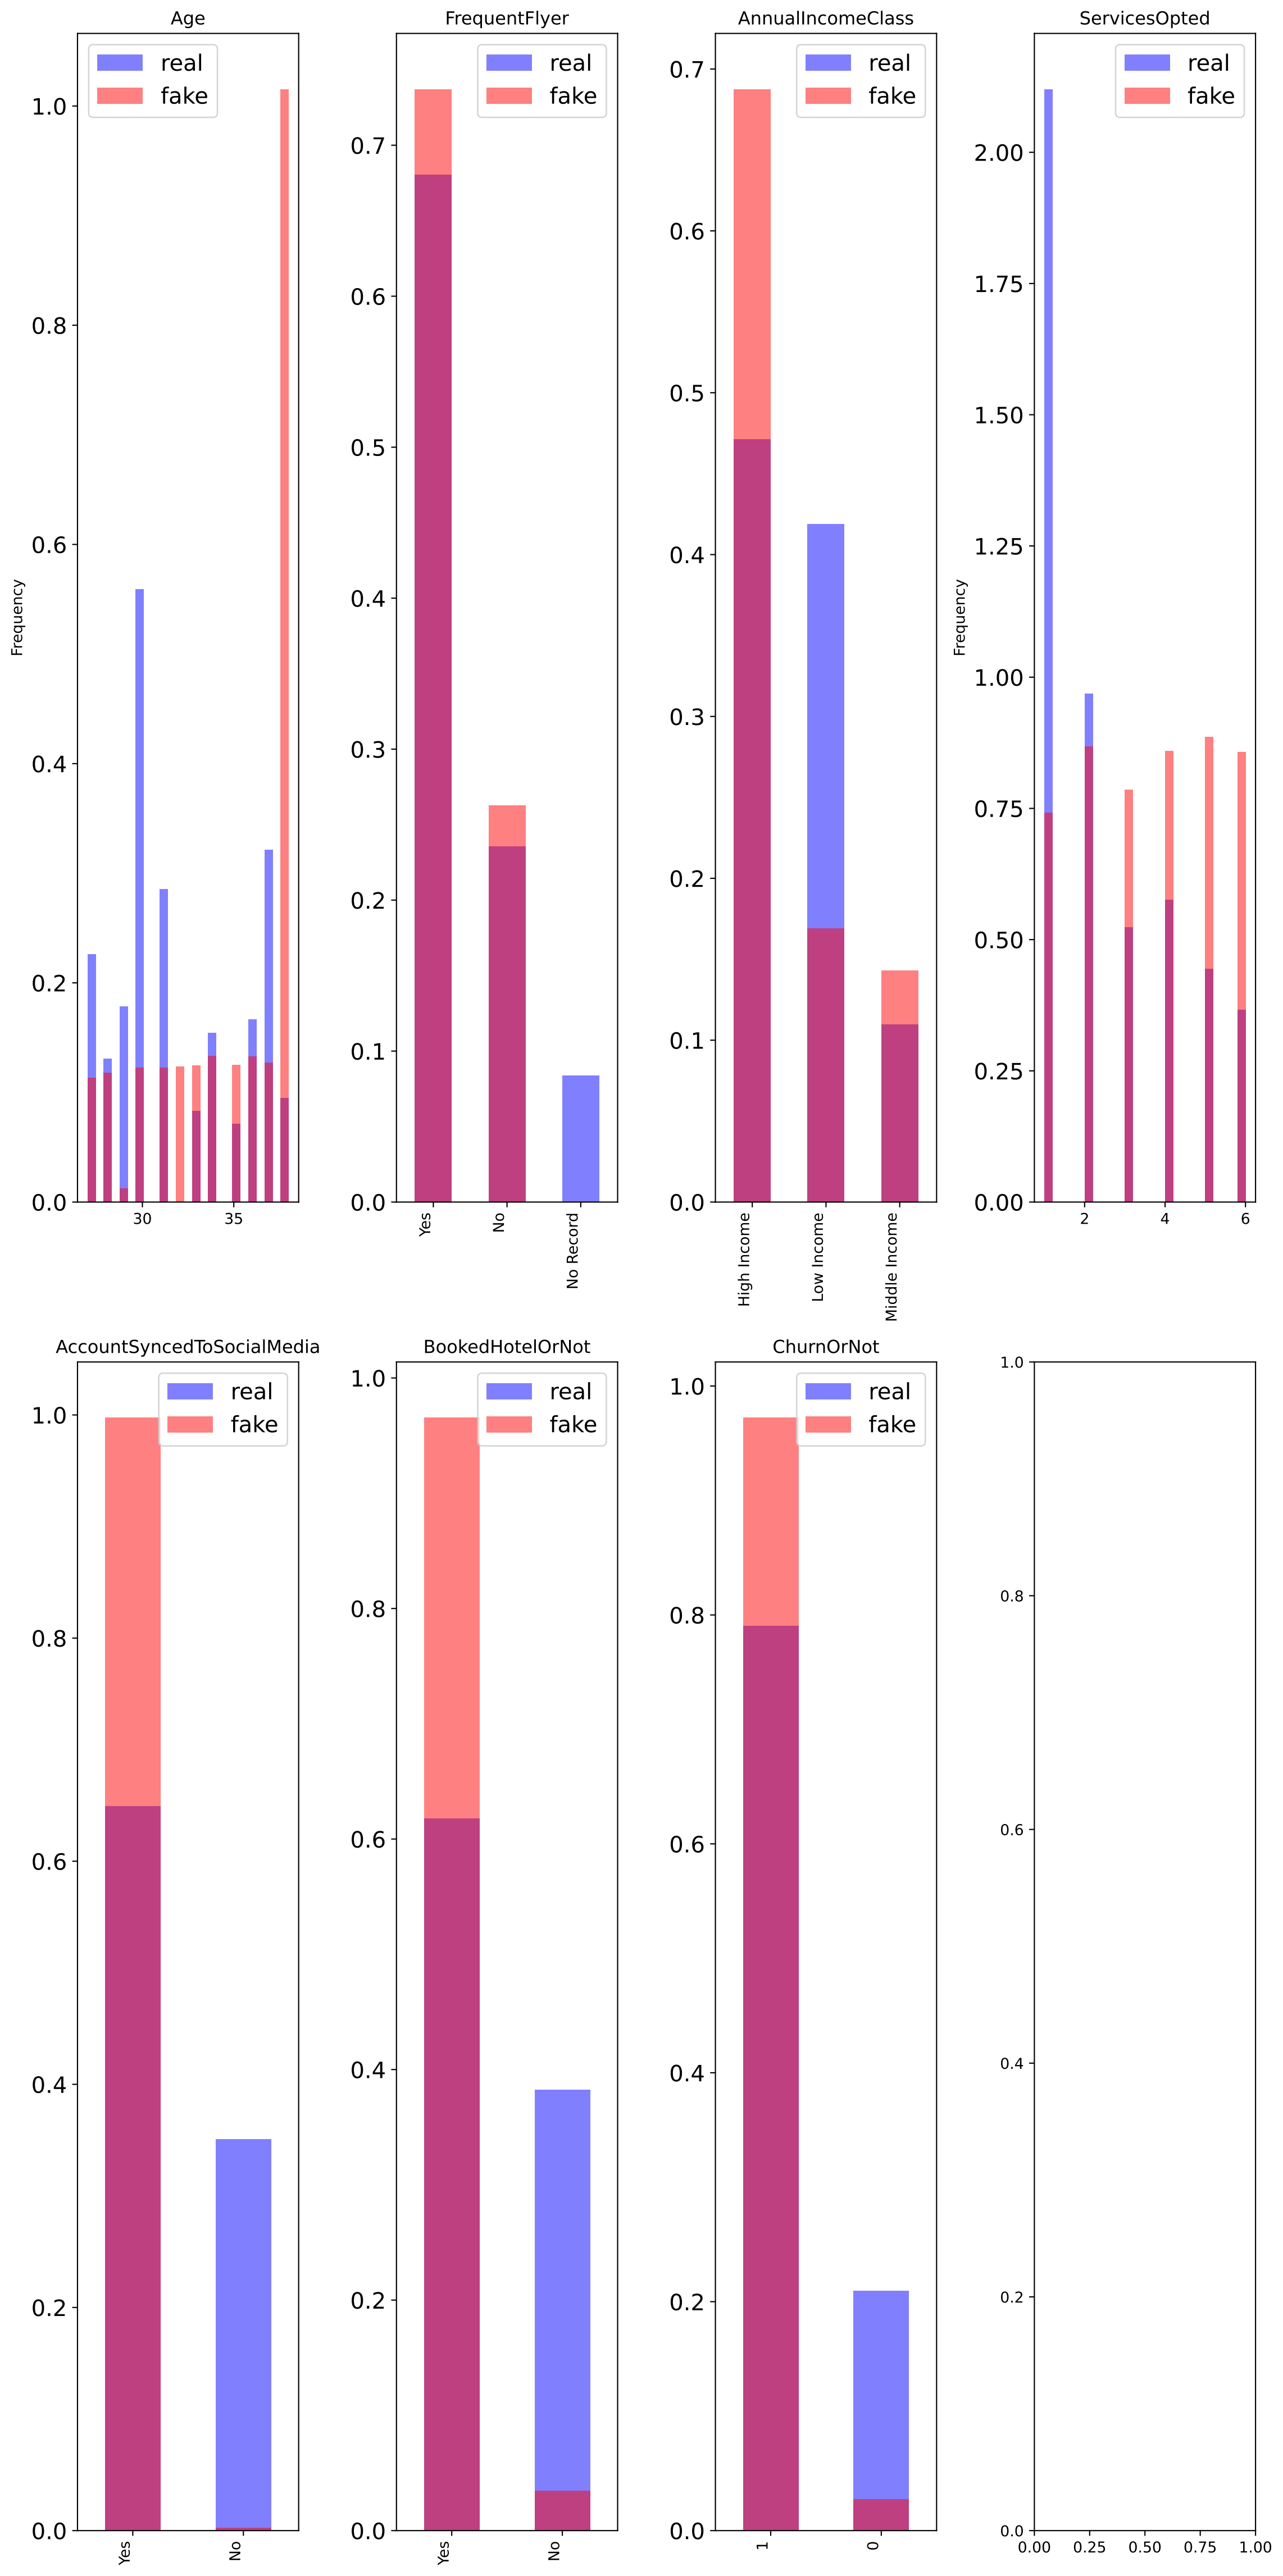 Age
real
fake
1.0
0.8
0.6
0.4
0.2
0.0
Frequency
30 35
FrequentFlyer
real
fake
0.7
0.6
0.5
0.4
0.3
0.2
0.1
0.0
Yes
No
No Record
AnnualIncomeClass
real
fake
0.7
0.6
0.5
0.4
0.3
0.2
0.1
0.0
High Income
Low Income
Middle Income
ServicesOpted
real
fake
2.00
1.75
1.50
1.25
1.00
0.75
0.50
0.25
0.00
Frequency
2 4 6
AccountSyncedToSocialMedia
real
fake
1.0
0.8
0.6
0.4
0.2
0.0
Yes
No
BookedHotelOrNot
real
fake
1.0
0.8
0.6
0.4
0.2
0.0
Yes
No
ChurnOrNot
real
fake
1.0
0.8
0.6
0.4
0.2
0.0
1
0
1.0
0.8
0.6
0.4
0.2
0.0
0.00 0.25 0.50 0.75 1.00